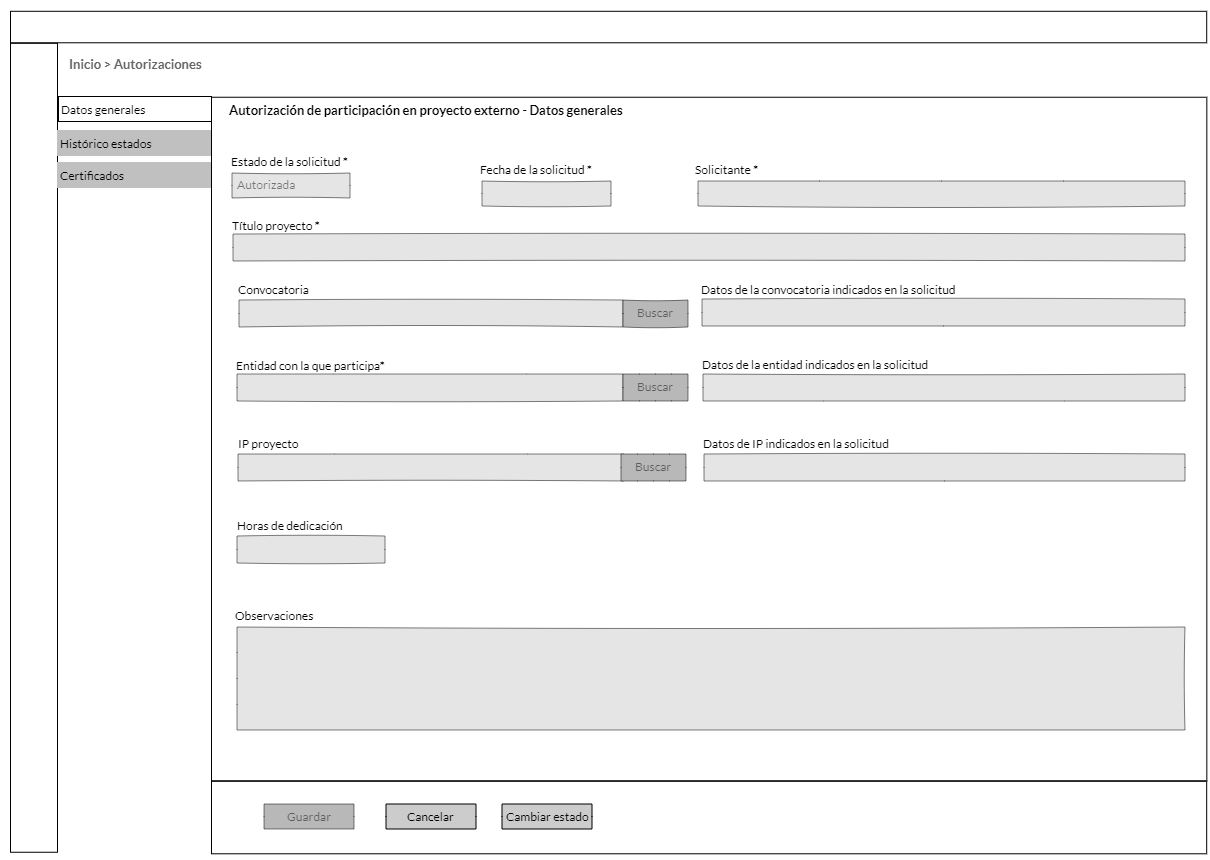 Inicio > Autorizaciones
Datos generales
Histórico estados
Certificados
Autorización de participación en proyecto externo - Datos generales
Estado de la solicitud *
Fecha de la solicitud *
Solicitante *
Autorizada
Título proyecto *
Convocatoria
Datos de la convocatoria indicados en la solicitud
Buscar
Entidad con la que participa*
Datos de la entidad indicados en la solicitud
Buscar
IP proyecto
Datos de IP indicados en la solicitud
Buscar
Horas de dedicación
Observaciones
Guardar
Cancelar
Cambiar estado